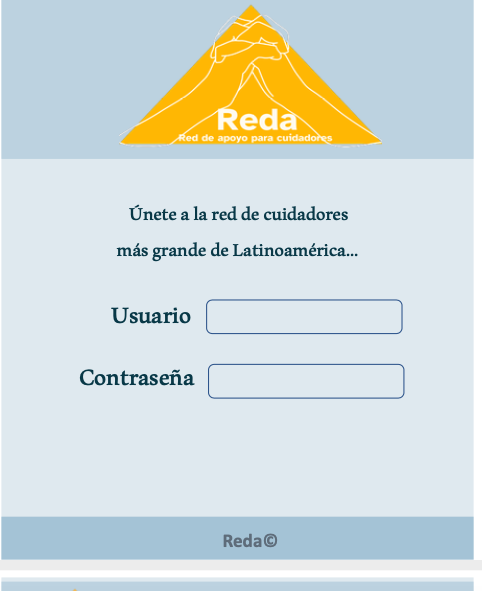 Reda
Red de apoyo para cuidadores
Únete a la red de cuidadores
más grande de Latinoamérica...
Usuario
Contraseña
Reda©